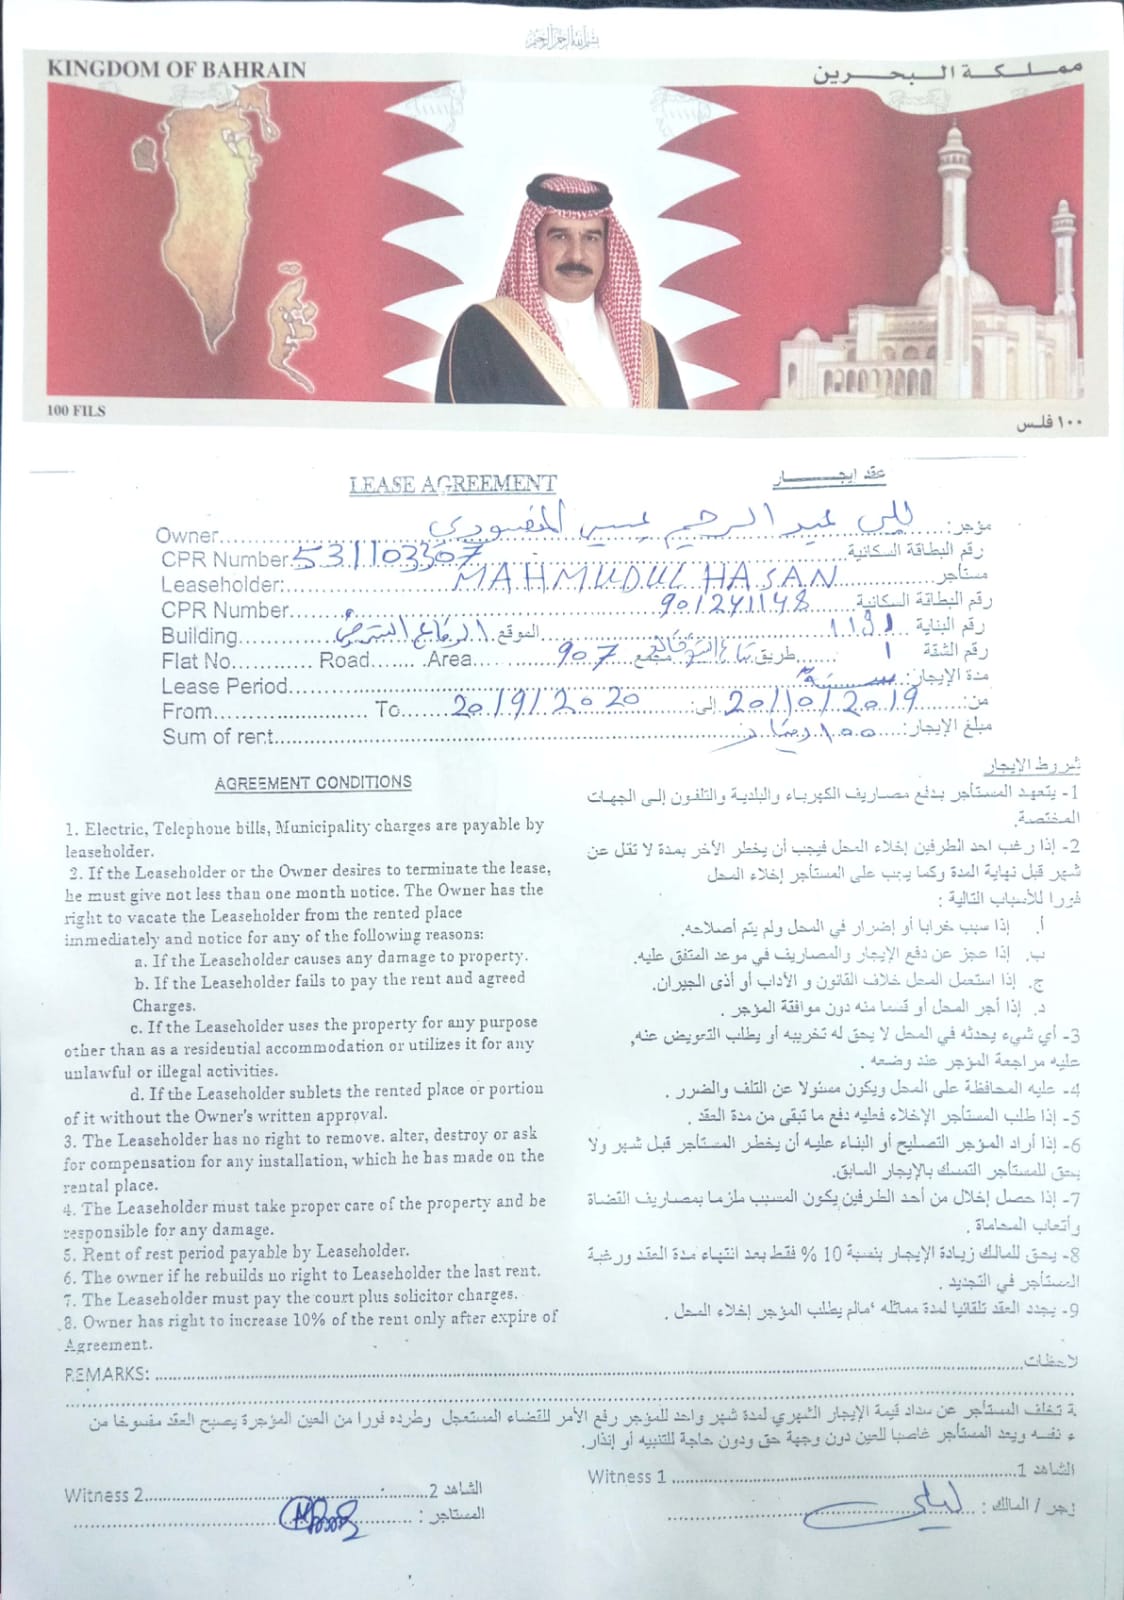 بسم الله الرحمن الرحيم
KINGDOM OF BAHRAIN
مملكة البحرين
100 FILS
١٠٠ فلس
LEASE AGREEMENT
عقد إيجار
Owner عبد الرحيم عيسى المنصوري مؤجر:
CPR Number 531103307 رقم البطاقة السكانية
Leaseholder: MAHMUDUL HASAN مستأجر
CPR Number 901241148 رقم البطاقة السكانية
Building الموقع الرفاع الشرقي رقم البناية 1191
Flat No Road Area 907 مجمع طريق رقم الشقة 1
Lease Period سنة مدة الإيجار:
From To 20/9/2020 إلى: 20/10/2019 من:
Sum of rent ١٠٠ دينار مبلغ الإيجار:
AGREEMENT CONDITIONS
1. Electric, Telephone bills, Municipality charges are payable by
leaseholder.
2. If the Leaseholder or the Owner desires to terminate the lease,
he must give not less than one month notice. The Owner has the
right to vacate the Leaseholder from the rented place
immediately and notice for any of the following reasons:
a. If the Leaseholder causes any damage to property.
b. If the Leaseholder fails to pay the rent and agreed
Charges.
c. If the Leaseholder uses the property for any purpose
other than as a residential accommodation or utilizes it for any
unlawful or illegal activities.
d. If the Leaseholder sublets the rented place or portion
of it without the Owner's written approval.
3. The Leaseholder has no right to remove. alter, destroy or ask
for compensation for any installation, which he has made on the
rental place.
4. The Leaseholder must take proper care of the property and be
responsible for any damage.
5. Rent of rest period payable by Leaseholder.
6. The owner if he rebuilds no right to Leaseholder the last rent.
7. The Leaseholder must pay the court plus solicitor charges.
8. Owner has right to increase 10% of the rent only after expire of
Agreement.
شروط الإيجار
1- يتعهد المستأجر بدفع مصاريف الكهرباء والبلدية والتلفون إلى الجهات
المختصة.
2- إذا رغب احد الطرفين إخلاء المحل فيجب أن يخطر الأخر بمدة لا تقل عن
شهر قبل نهاية المدة وكما يجب على المستأجر إخلاء المحل
فورا للأسباب التالية :
أ. إذا سبب خرابا أو إضرار في المحل ولم يتم أصلاحه.
ب. إذا عجز عن دفع الإيجار والمصاريف في موعد المتفق عليه.
ج. إذا استعمل المحل خلاف القانون و الأداب أو أذى الجيران.
د. إذا أجر المحل أو قسما منه دون موافقة المؤجر .
3- أي شيء يحدثه في المحل لا يحق له تخريبه أو يطلب التعويض عنه,
عليه مراجعة المؤجر عند وضعه .
4- عليه المحافظة على المحل ويكون مسئولا عن التلف والضرر .
5- إذا طلب المستأجر الإخلاء فعليه دفع ما تبقى من مدة العقد .
6- إذا أراد المؤجر التصليح أو البناء عليه أن يخطر المستأجر قبل شهر ولا
يحق للمستأجر التمسك بالإيجار السابق.
7- إذا حصل إخلال من أحد الطرفين يكون المسبب ملزما بمصاريف القضاة
وأتعاب المحاماة .
8- يحق للمالك زيادة الإيجار بنسبة 10 % فقط بعد انتهاء مدة العقد ورغبة
المستأجر في التجديد .
9- يجدد العقد تلقائيا لمدة مماثله ،مالم يطلب المؤجر إخلاء المحل .
REMARKS: لاحظات
ة تخلف المستأجر عن سداد قيمة الإيجار الشهري لمدة شهر واحد للمؤجر رفع الأمر للقضاء المستعجل وطرده فورا من العين المؤجرة يصبح العقد مفسوخا من
ء نفسه ويعد المستأجر غاصبا للعين دون وجهة حق ودون حاجة للتنبيه أو إنذار.
Witness 1 الشاهد 1
Witness 2 الشاهد 2
زجر / المالك : ليلى
المستاجر :